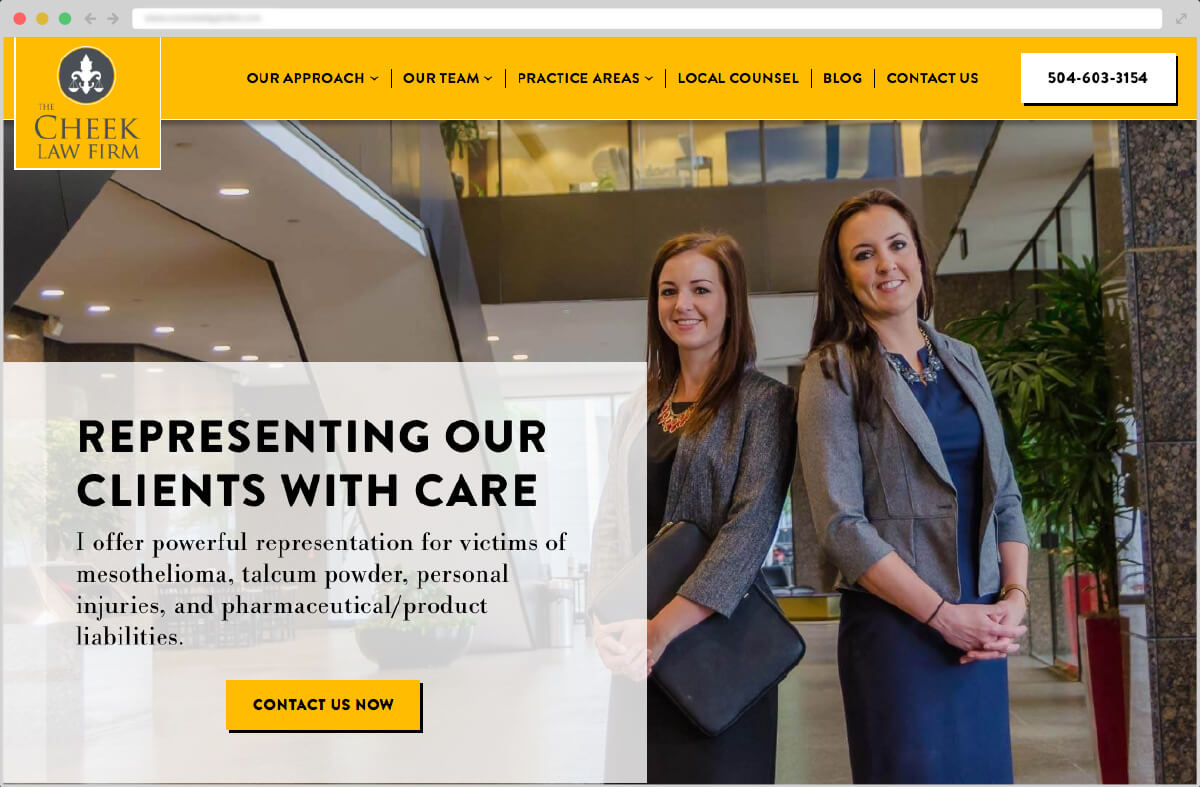 OUR APPROACH
OUR TEAM
PRACTICE AREAS
LOCAL COUNSEL
BLOG
CONTACT US
504-603-3154
THE
CHEEK
LAW FIRM
REPRESENTING OUR
CLIENTS WITH CARE
I offer powerful representation for victims of
mesothelioma, talcum powder, personal
injuries, and pharmaceutical/product
liabilities.
CONTACT US NOW